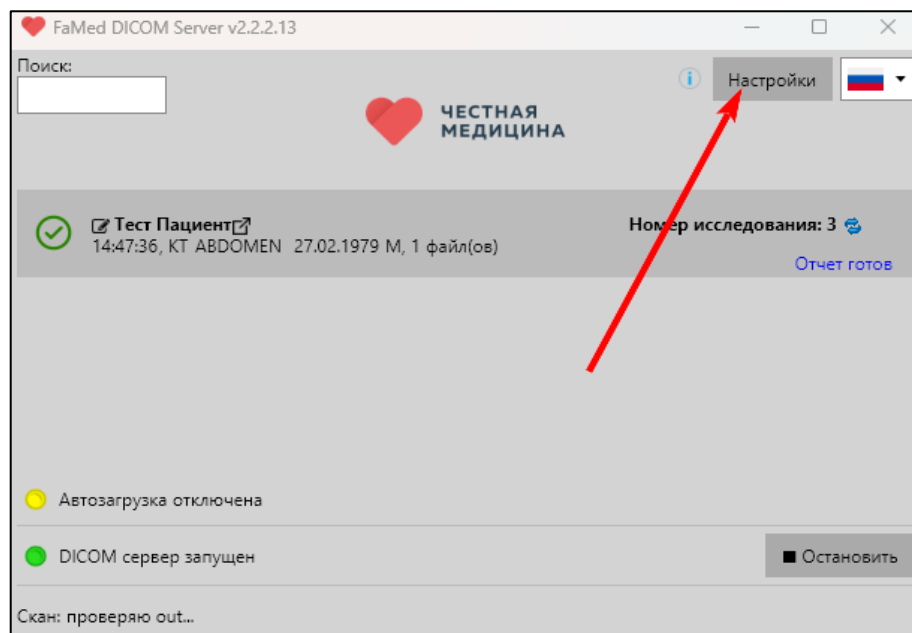 FaMed DICOM Server v2.2.2.13
Поиск:
Настройки
ЧЕСТНАЯ
МЕДИЦИНА
Тест Пациент
Номер исследования: 3
14:47:36, KT ABDOMEN 27.02.1979 M, 1 файл(ов)
Отчет готов
Автозагрузка отключена
DICOM сервер запущен
Остановить
Скан: проверяю out...